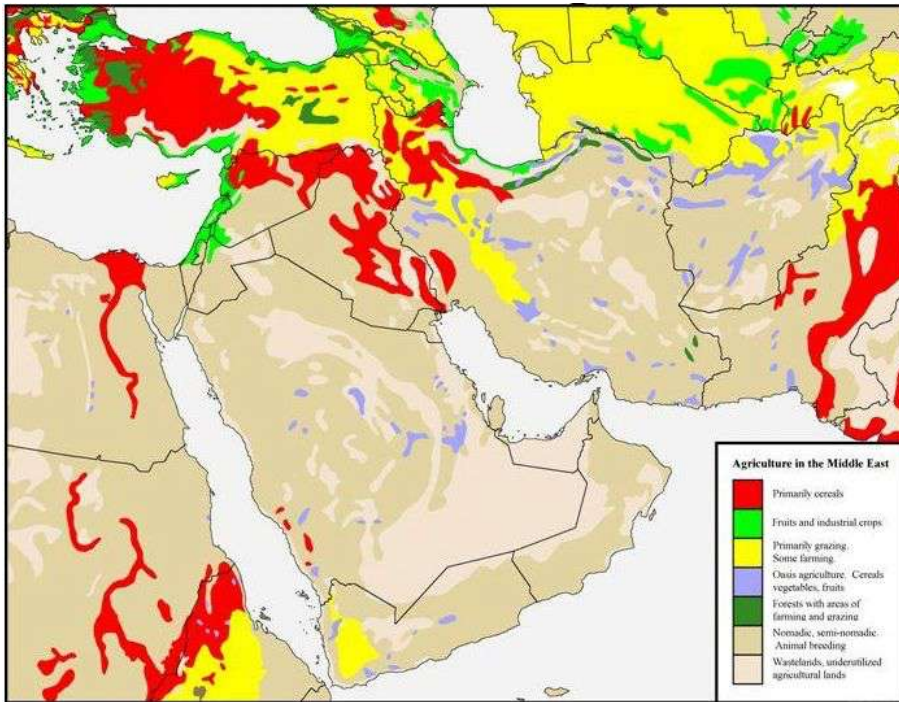 Agriculture in the Middle East
Primarily cereals
Fruits and industrial crops
Primarily grazing.
Some farming.
Oasis agriculture. Cereals
vegetables, fruits
Forests with areas of
farming and grazing
Nomadic, semi-nomadic.
Animal breeding
Wastelands, underutilized
agricultural lands